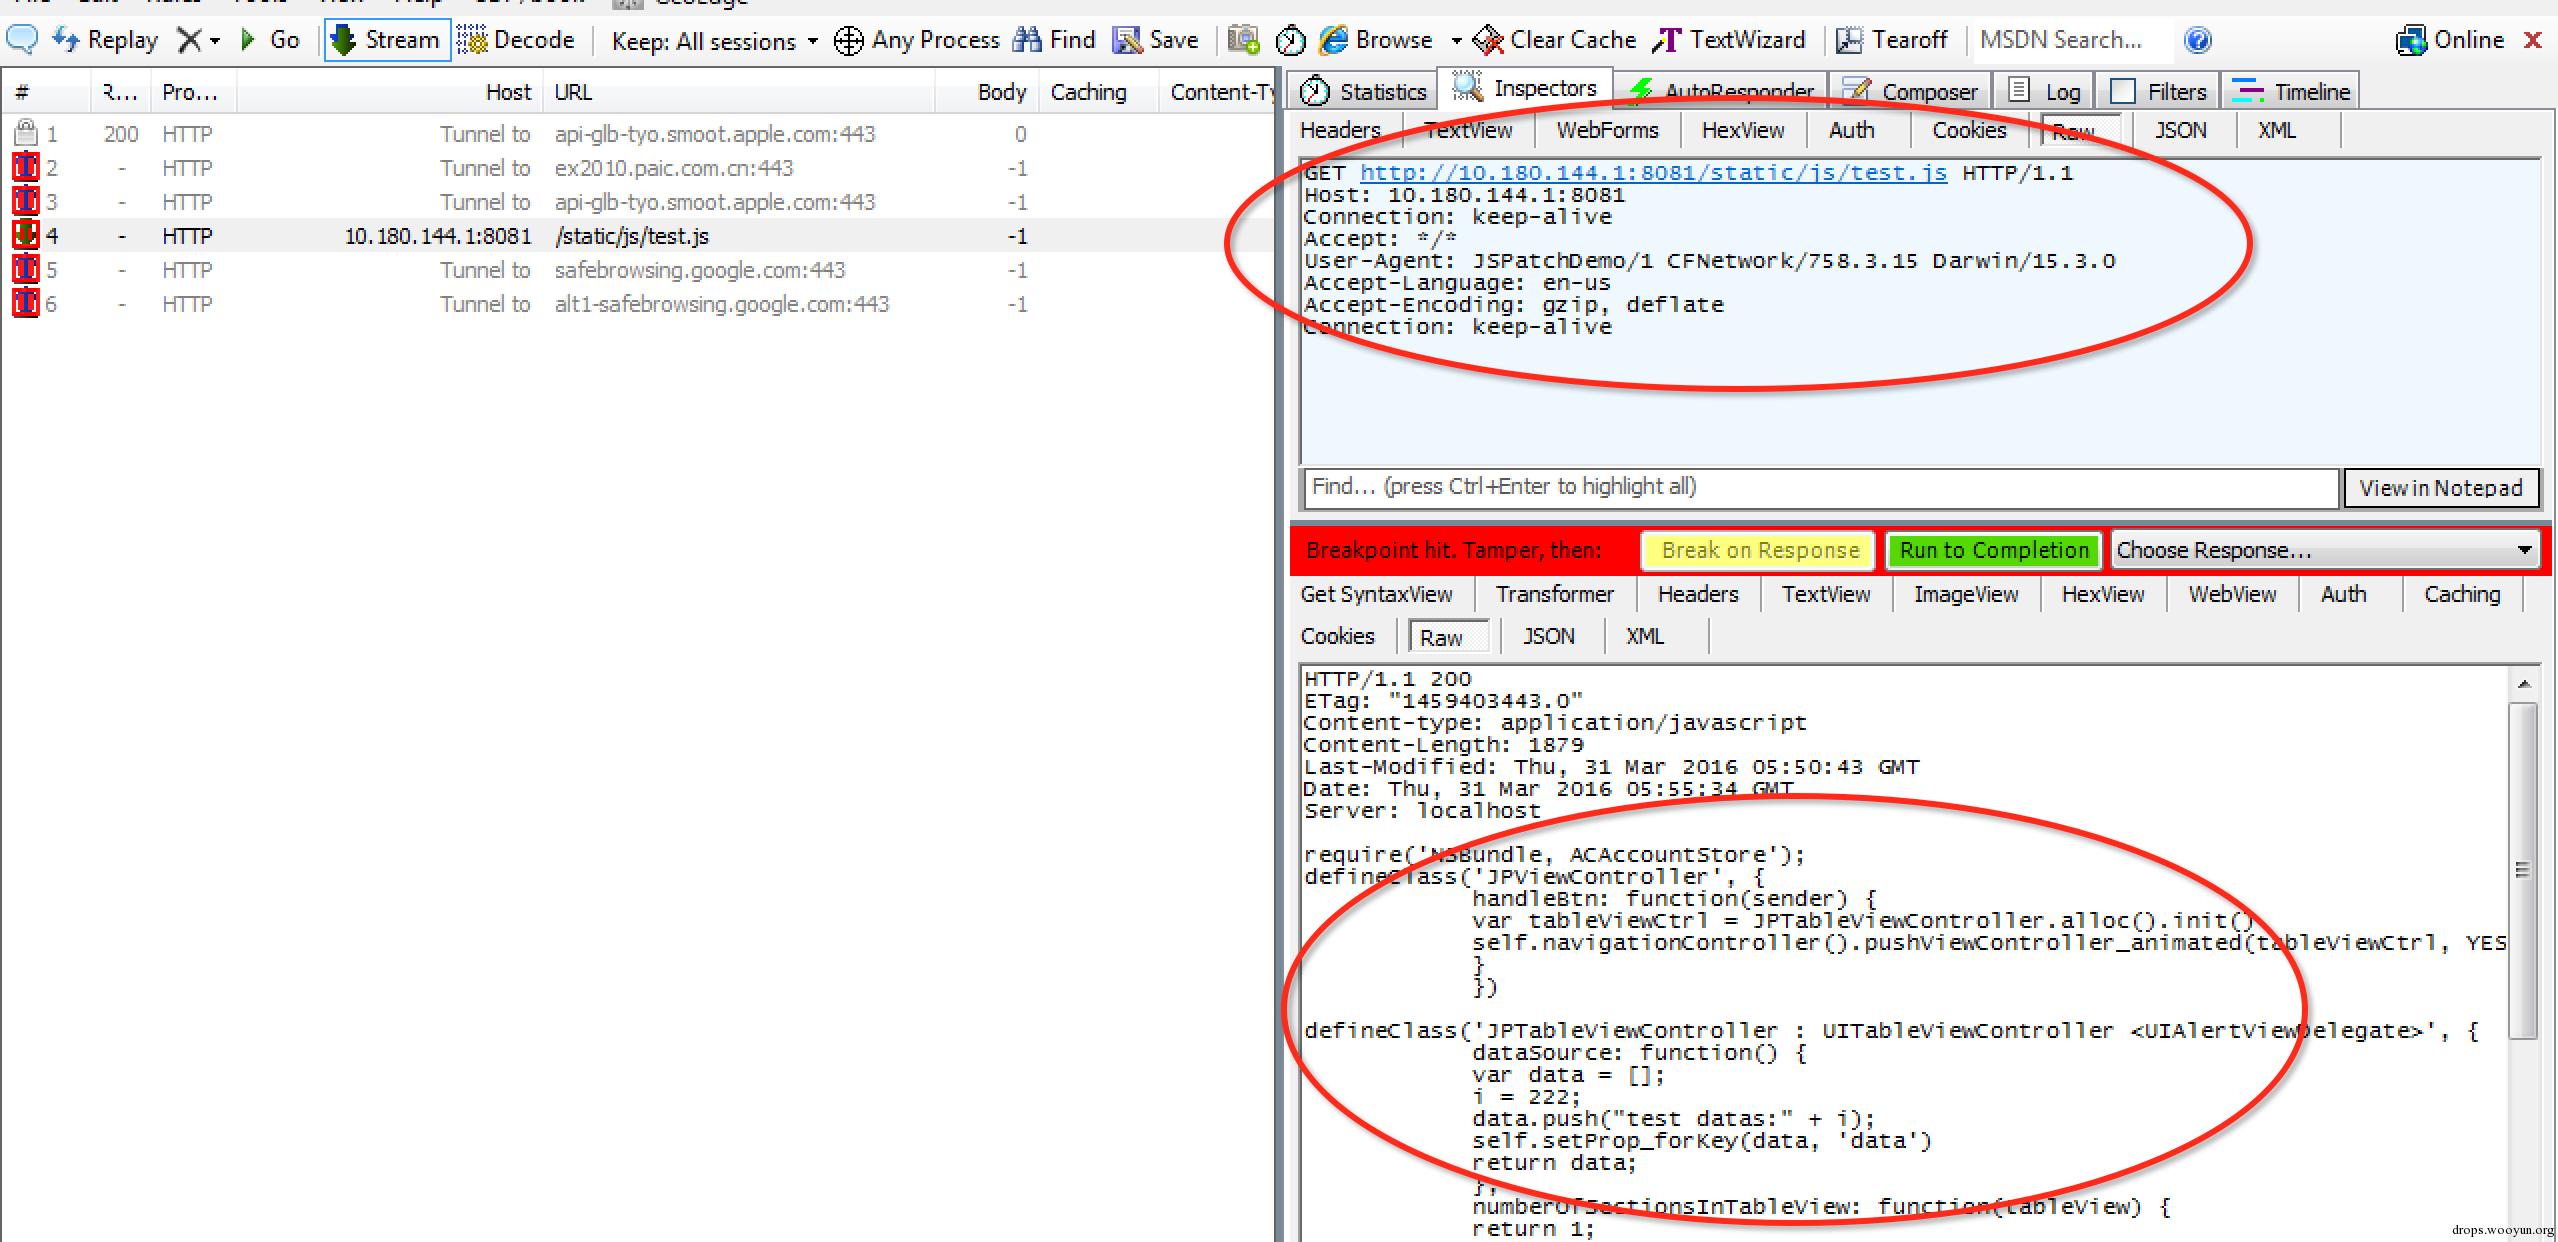 Replay Go Stream Decode Keep: All sessions Any Process Find Save Browse Clear Cache TextWizard Tearoff MSDN Search... Online
# R... Pro... Host URL Body Caching Content-Ty
1 200 HTTP Tunnel to api-glb-tyo.smoot.apple.com:443 0
2 - HTTP Tunnel to ex2010.paic.com.cn:443 -1
3 - HTTP Tunnel to api-glb-tyo.smoot.apple.com:443 -1
4 - HTTP 10.180.144.1:8081 /static/js/test.js -1
5 - HTTP Tunnel to safebrowsing.google.com:443 -1
6 - HTTP Tunnel to alt1-safebrowsing.google.com:443 -1
Statistics Inspectors AutoResponder Composer Log Filters Timeline
Headers TextView WebForms HexView Auth Cookies Raw JSON XML
GET http://10.180.144.1:8081/static/js/test.js HTTP/1.1
Host: 10.180.144.1:8081
Connection: keep-alive
Accept: */*
User-Agent: JSPatchDemo/1 CFNetwork/758.3.15 Darwin/15.3.0
Accept-Language: en-us
Accept-Encoding: gzip, deflate
Connection: keep-alive
Find... (press Ctrl+Enter to highlight all) View in Notepad
Breakpoint hit. Tamper, then: Break on Response Run to Completion Choose Response...
Get SyntaxView Transformer Headers TextView ImageView HexView WebView Auth Caching
Cookies Raw JSON XML
HTTP/1.1 200
ETag: "1459403443.0"
Content-type: application/javascript
Content-Length: 1879
Last-Modified: Thu, 31 Mar 2016 05:50:43 GMT
Date: Thu, 31 Mar 2016 05:55:34 GMT
Server: localhost
require('NSBundle, ACAccountStore');
defineClass('JPViewController', {
handleBtn: function(sender) {
var tableViewCtrl = JPTableViewController.alloc().init()
self.navigationController().pushViewController_animated(tableViewCtrl, YES
}
})
defineClass('JPTableViewController : UITableViewController <UIAlertViewDelegate>', {
dataSource: function() {
var data = [];
i = 222;
data.push("test datas:" + i);
self.setProp_forKey(data, 'data')
return data;
},
numberOfSectionsInTableView: function(tableView) {
return 1;
drops.wooyun.org